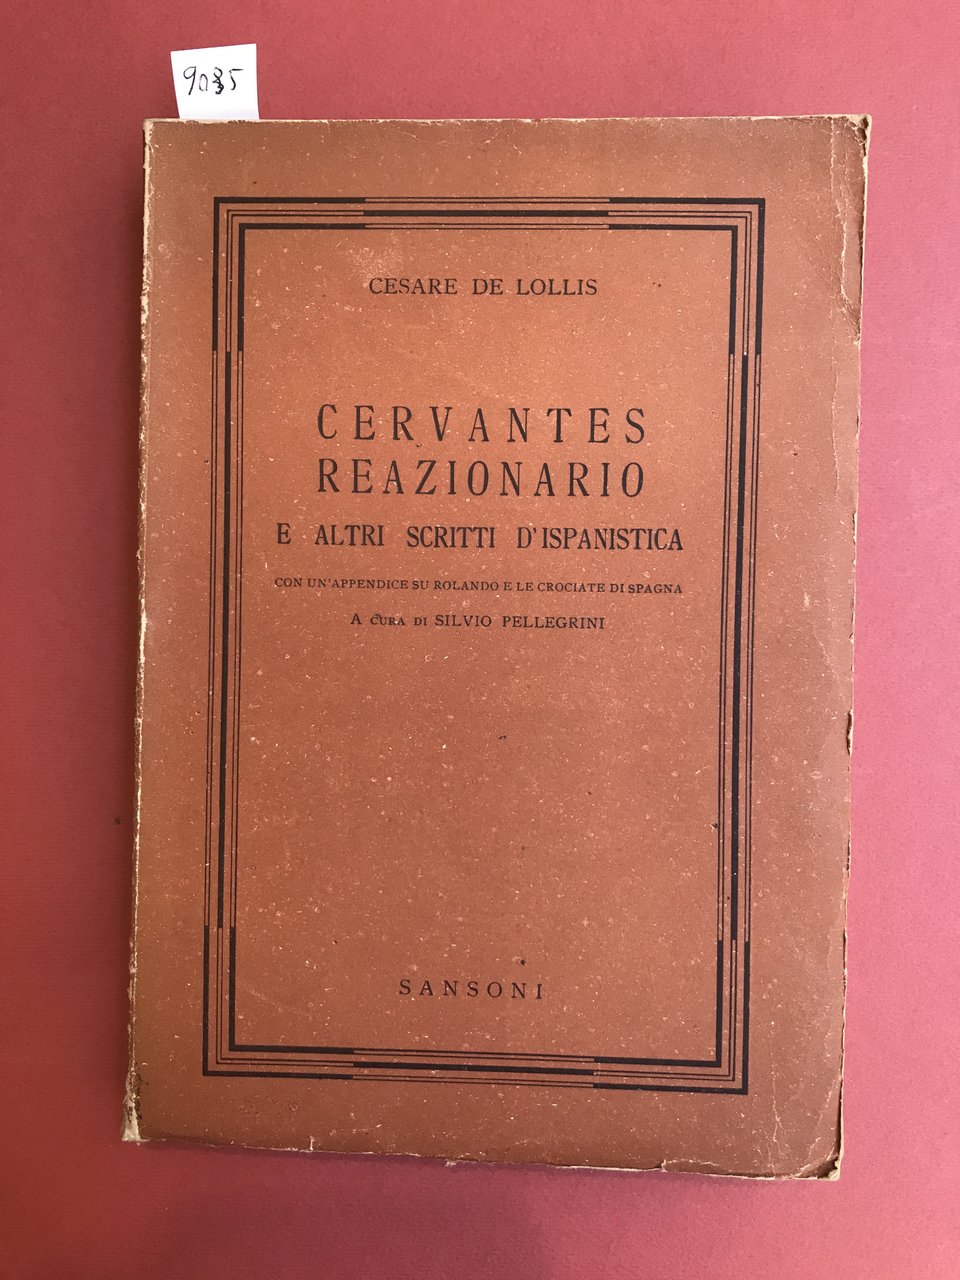 CESARE DE LOLLIS
CERVANTES
REAZIONARIO
E ALTRI SCRITTI D'ISPANISTICA
CON UN'APPENDICE SU ROLANDO E LE CROCIATE DI SPAGNA
A CURA DI SILVIO PELLEGRINI
SANSONI